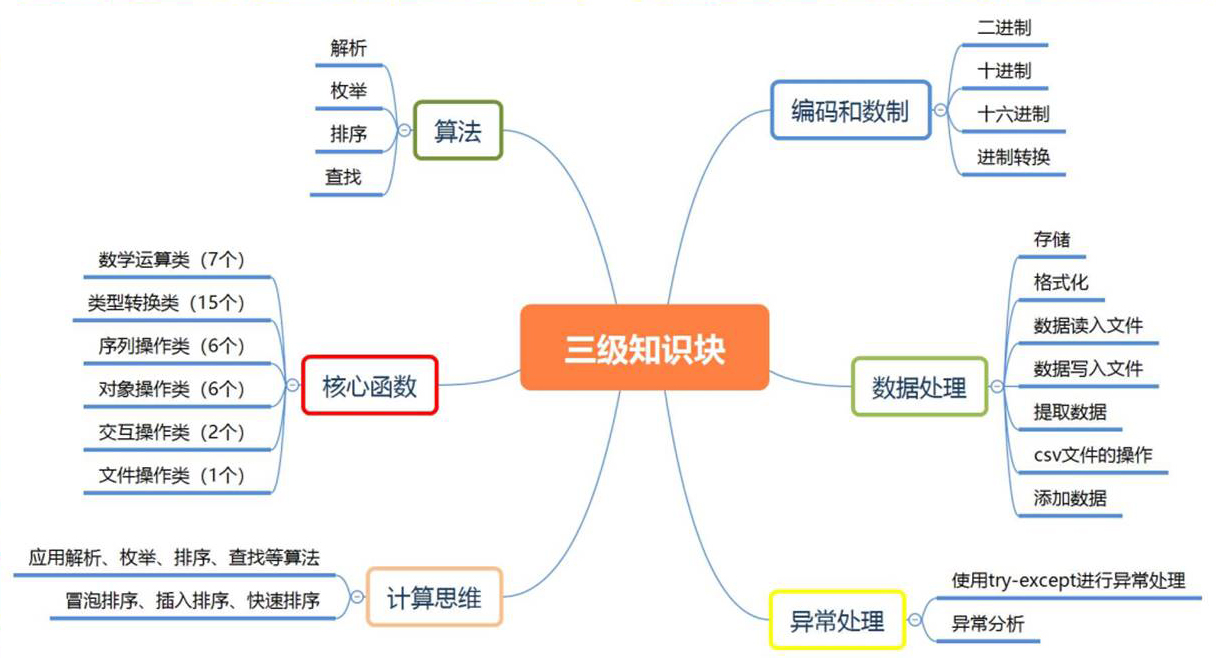 三级知识块
算法
解析
枚举
排序
查找
核心函数
数学运算类（7个）
类型转换类（15个）
序列操作类（6个）
对象操作类（6个）
交互操作类（2个）
文件操作类（1个）
计算思维
应用解析、枚举、排序、查找等算法
冒泡排序、插入排序、快速排序
编码和数制
二进制
十进制
十六进制
进制转换
数据处理
存储
格式化
数据读入文件
数据写入文件
提取数据
csv文件的操作
添加数据
异常处理
使用try-except进行异常处理
异常分析